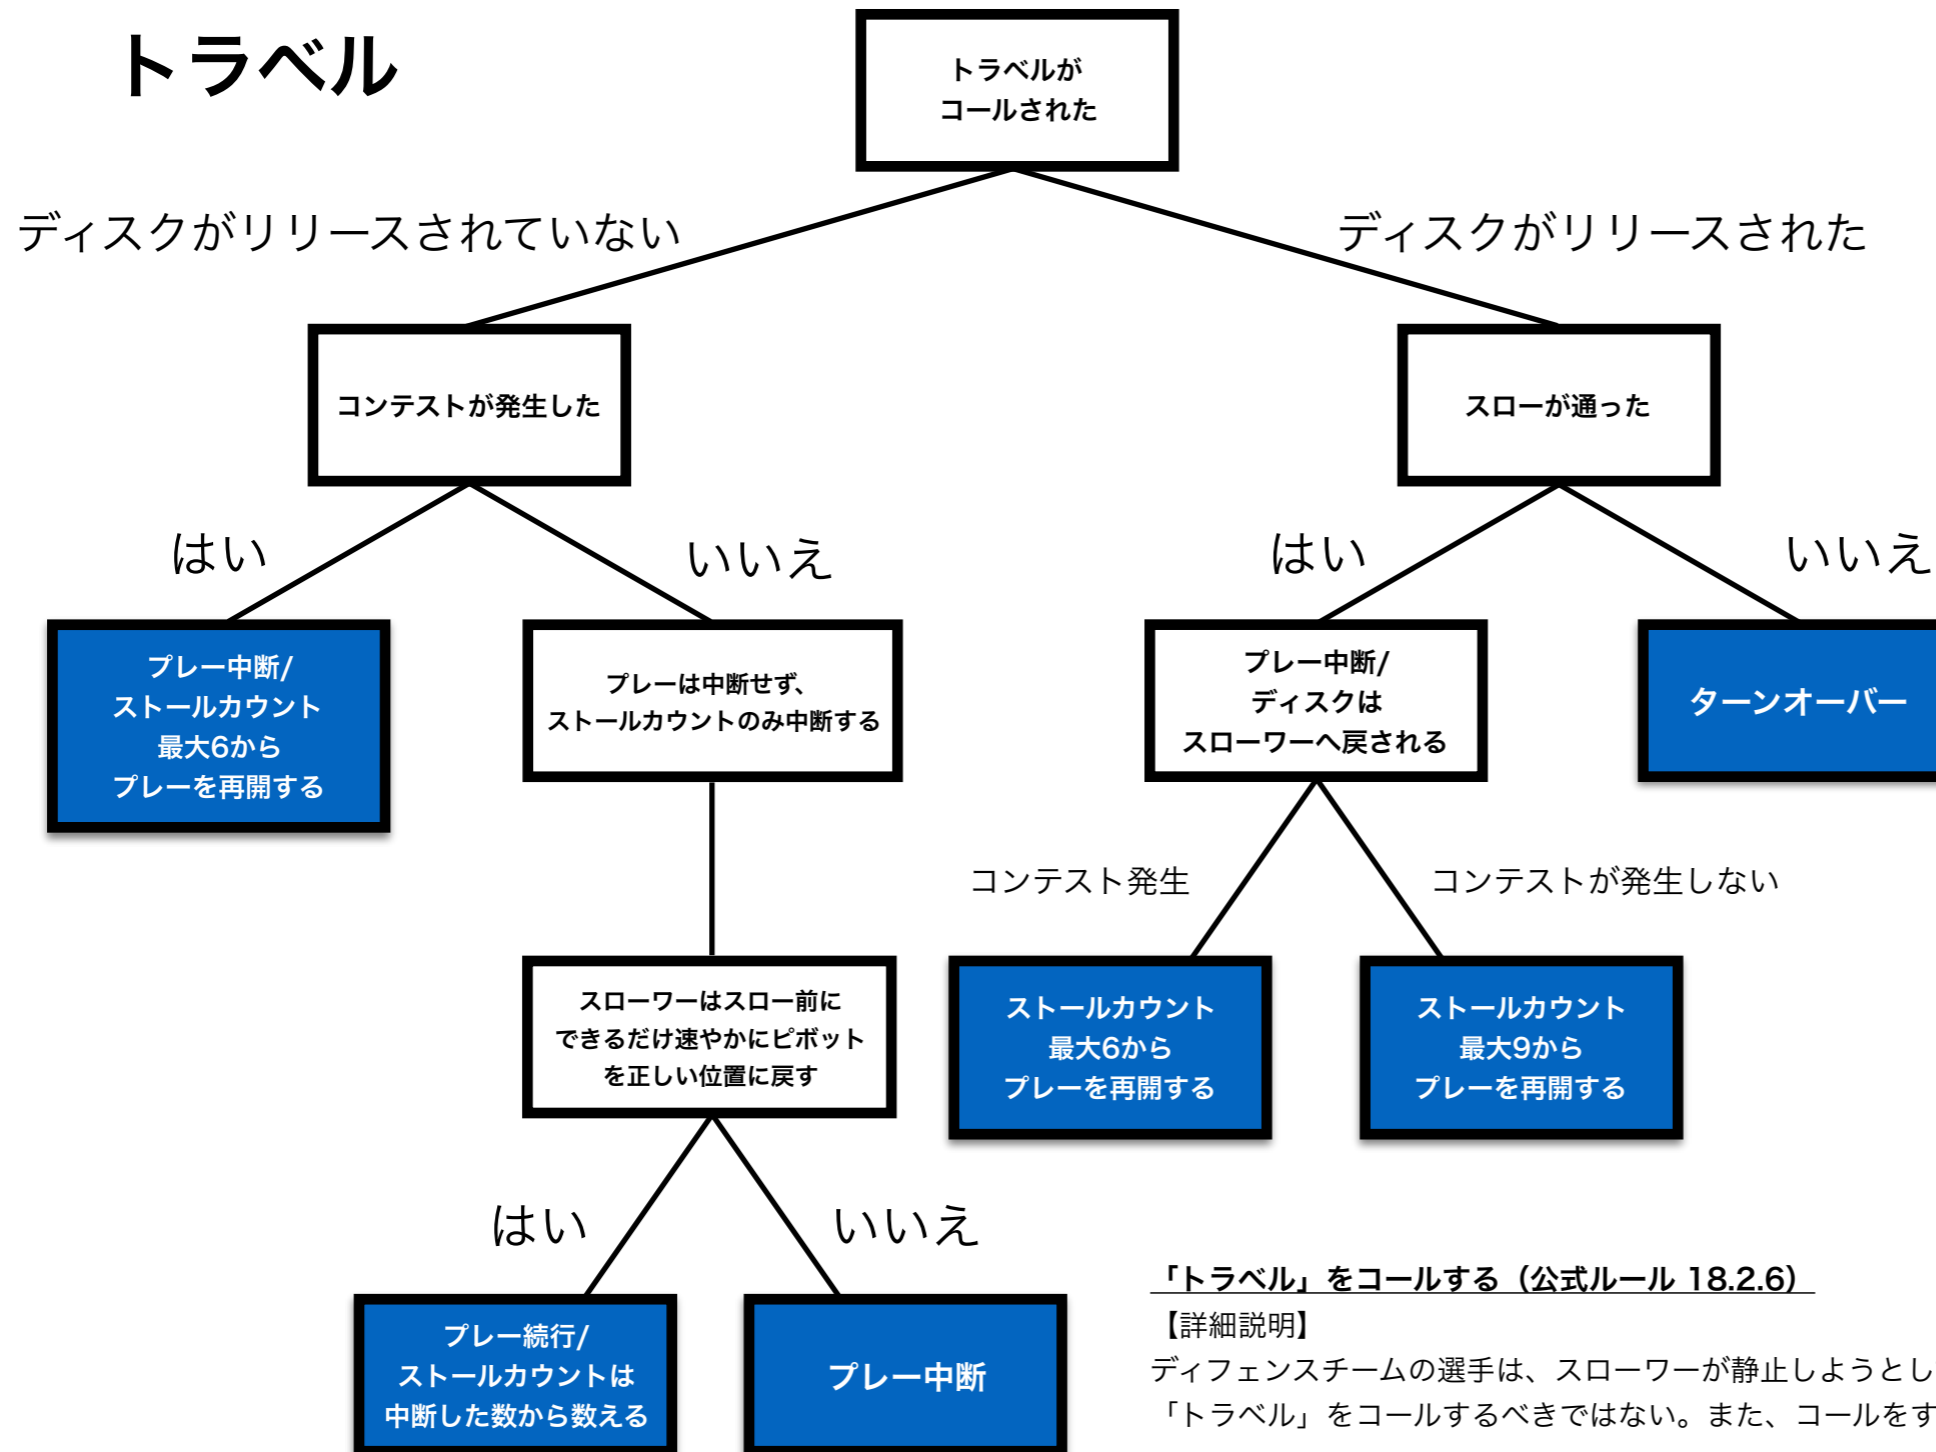 トラベル
トラベルが
コールされた
ディスクがリリースされていない
ディスクがリリースされた
コンテストが発生した
スローが通った
はい
いいえ
はい
いいえ
プレー中断/
ストールカウント
最大6から
プレーを再開する
プレーは中断せず、
ストールカウントのみ中断する
プレー中断/
ディスクは
スローワーへ戻される
ターンオーバー
コンテスト発生
コンテストが発生しない
スローワーはスロー前に
できるだけ速やかにピボット
を正しい位置に戻す
ストールカウント
最大6から
プレーを再開する
ストールカウント
最大9から
プレーを再開する
はい
いいえ
プレー続行/
ストールカウントは
中断した数から数える
プレー中断
「トラベル」をコールする（公式ルール 18.2.6）
【詳細説明】
ディフェンスチームの選手は、スローワーが静止しようとし
「トラベル」をコールするべきではない。また、コールをす